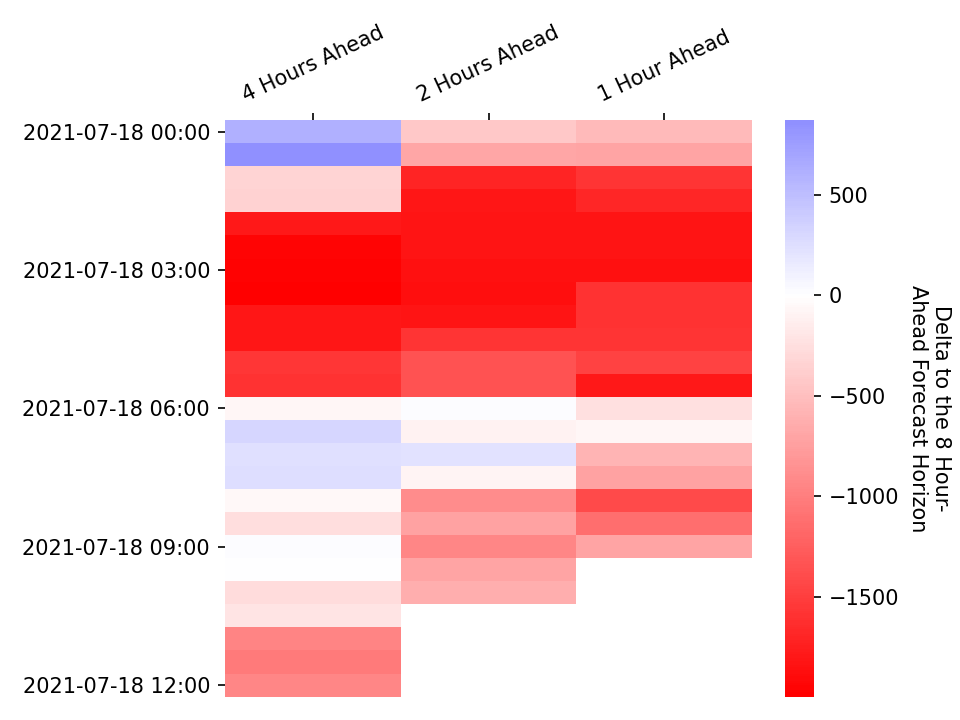 4 Hours Ahead
2 Hours Ahead
1 Hour Ahead
2021-07-18 00:00
2021-07-18 03:00
2021-07-18 06:00
2021-07-18 09:00
2021-07-18 12:00
500
0
−500
−1000
−1500
Delta to the 8 Hour-
Ahead Forecast Horizon